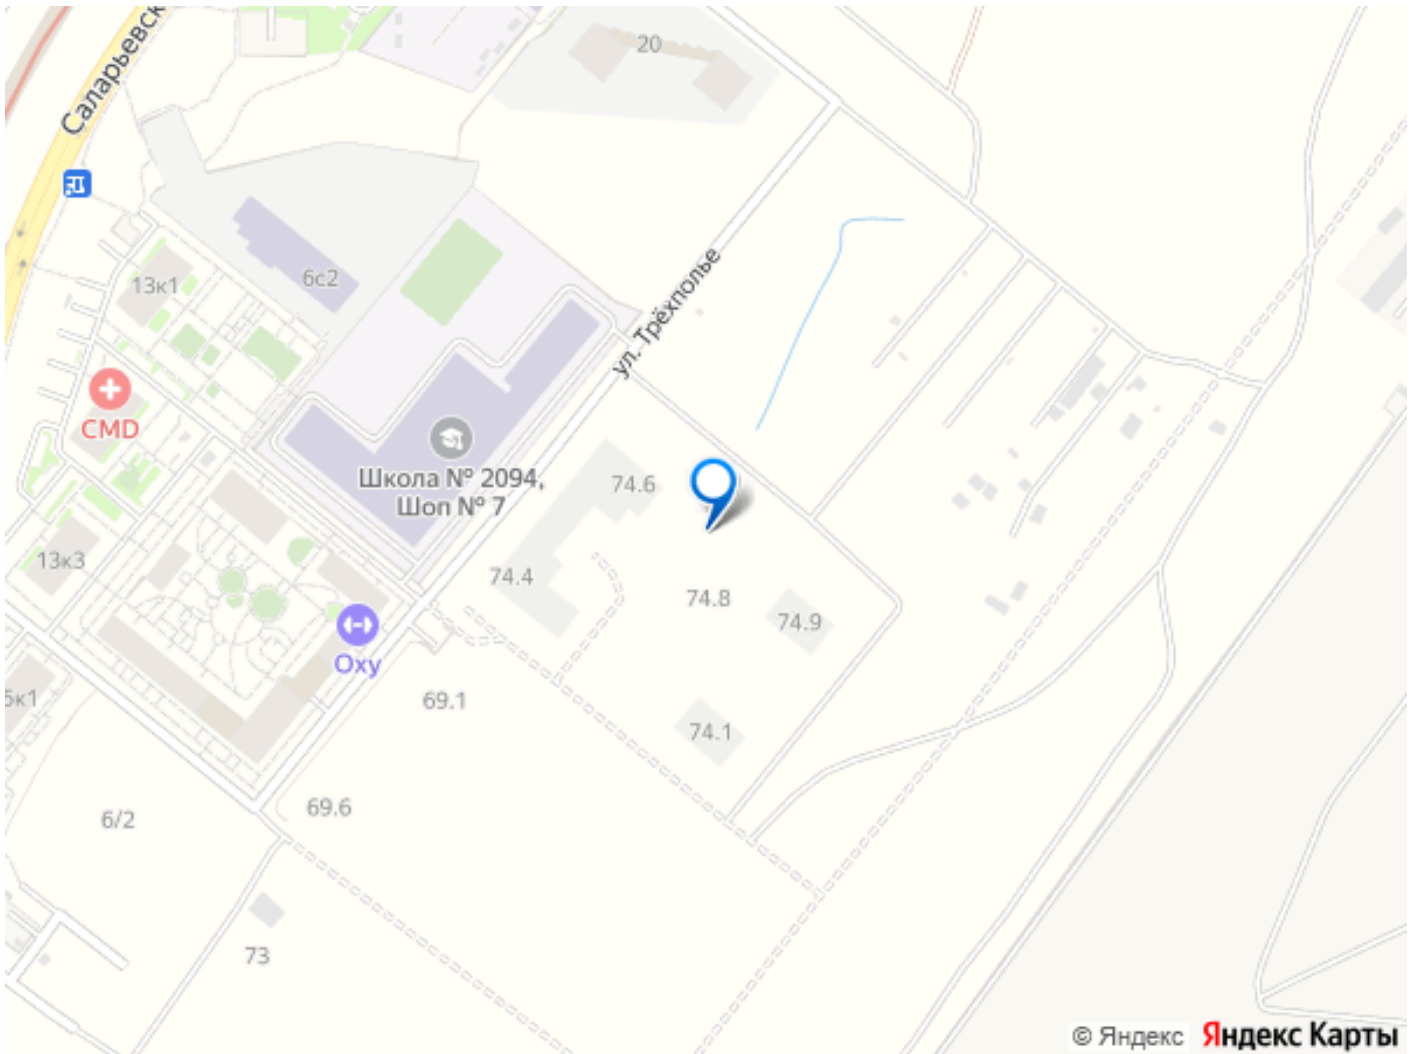 Саларьевск
20
13к1
6с2
ул. Трёхполье
CMD
Школа № 2094,
Шоп № 7
74.6
13к3
74.4
74.8
74.9
Oxy
5к1
69.1
74.1
69.6
6/2
73
© Яндекс Яндекс Карты